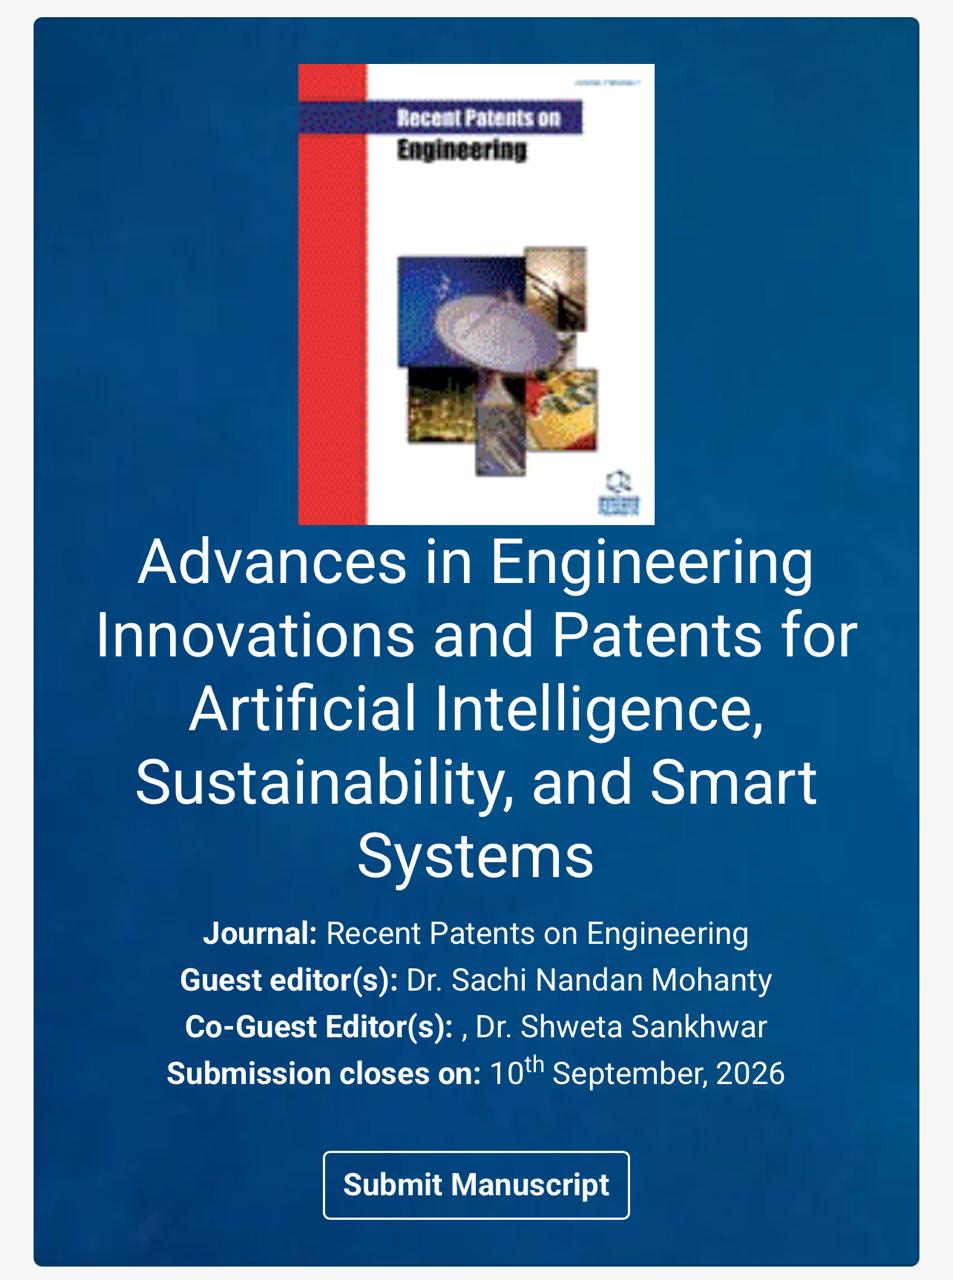 Recent Patents on
Engineering
Advances in Engineering
Innovations and Patents for
Artificial Intelligence,
Sustainability, and Smart
Systems
Journal: Recent Patents on Engineering
Guest editor(s): Dr. Sachi Nandan Mohanty
Co-Guest Editor(s): , Dr. Shweta Sankhwar
Submission closes on: 10th September, 2026
Submit Manuscript